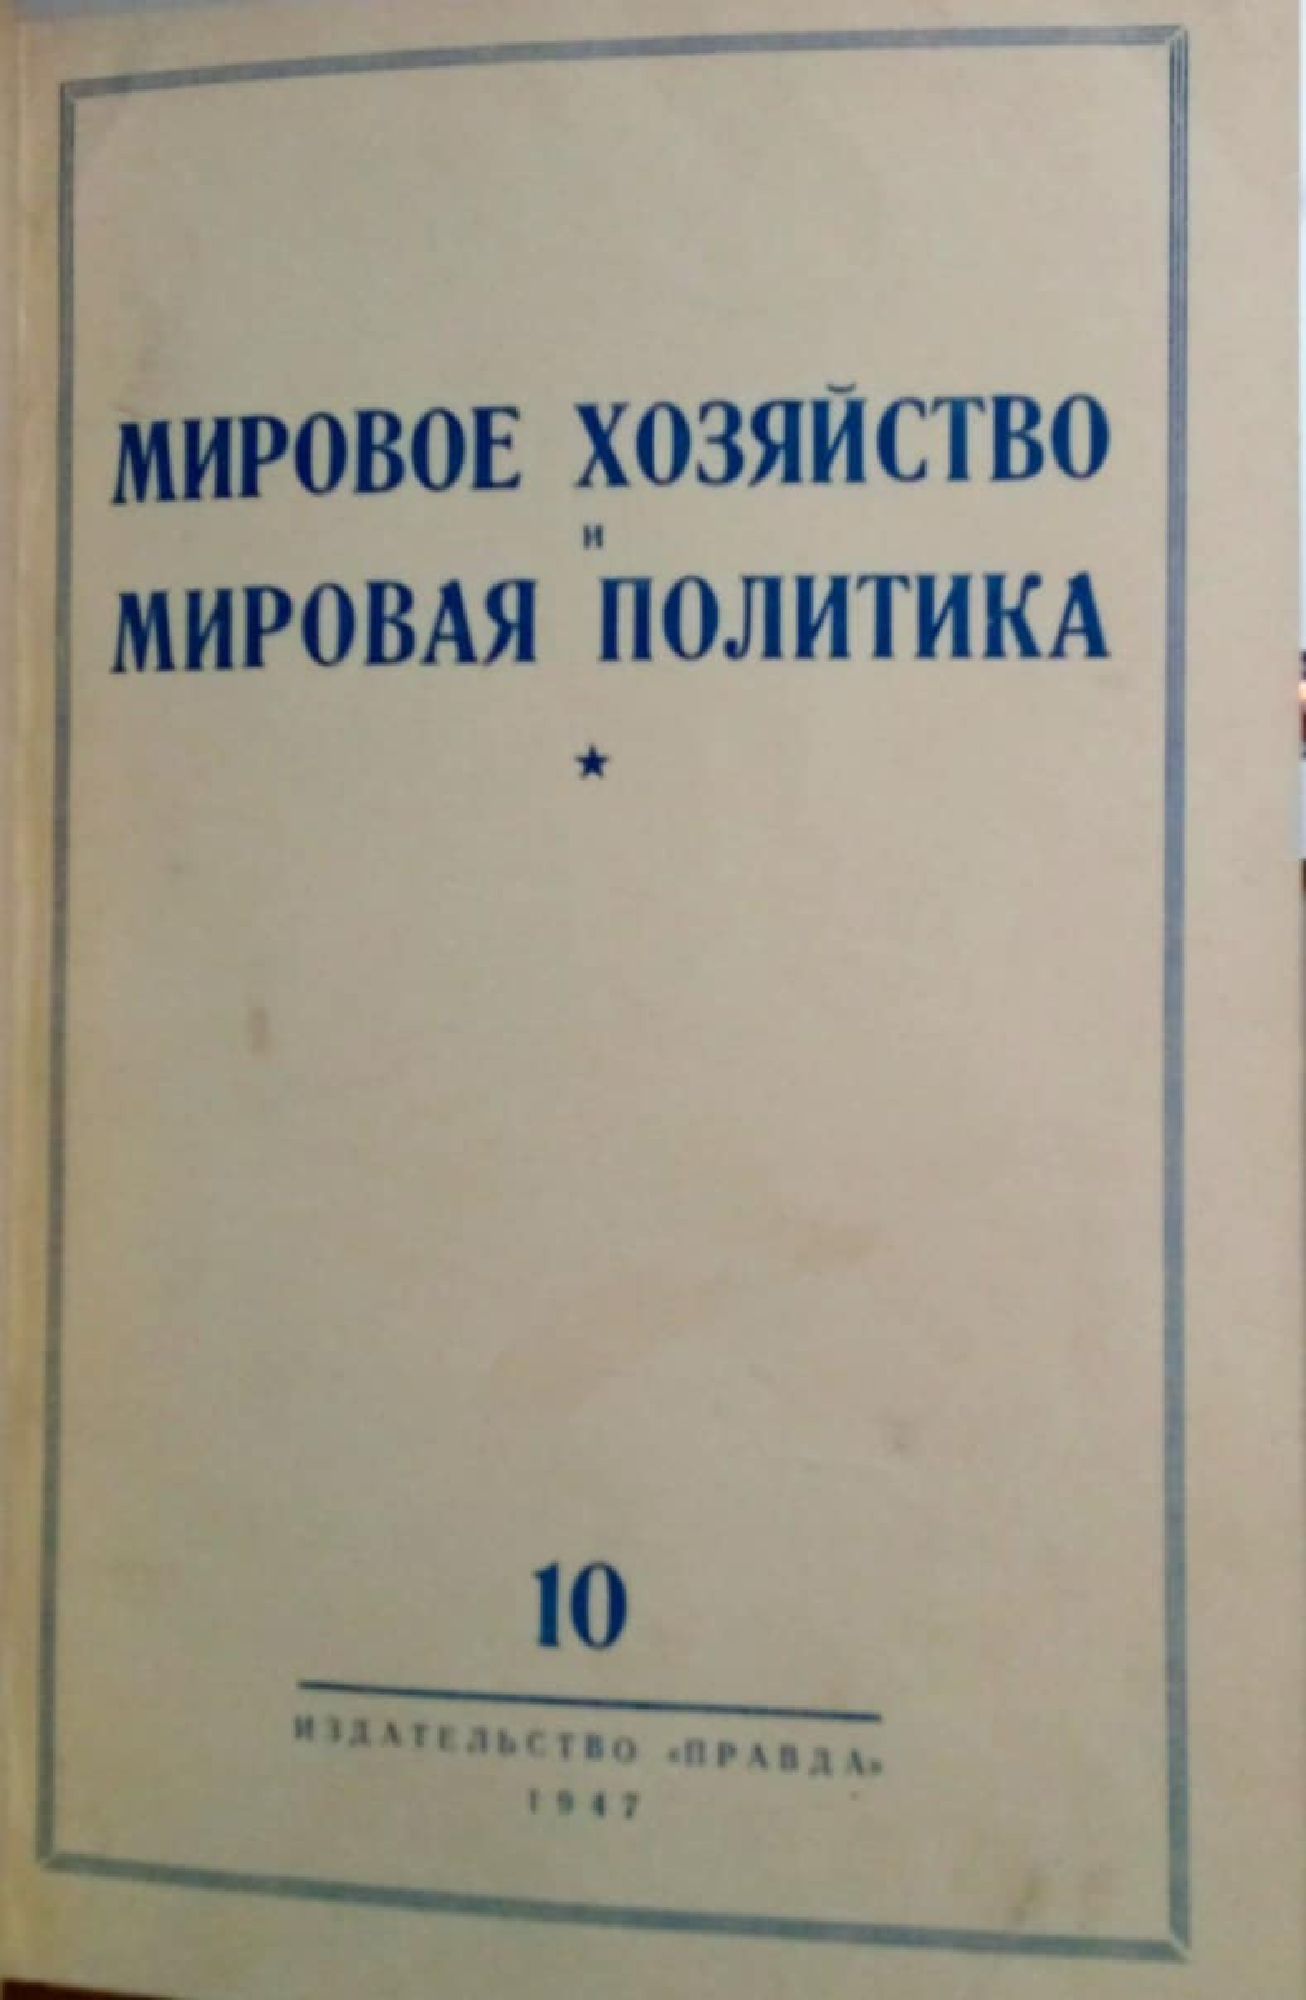 МИРОВОЕ ХОЗЯЙСТВО
и
МИРОВАЯ ПОЛИТИКА
★
10
ИЗДАТЕЛЬСТВО «ПРАВДА»
1947